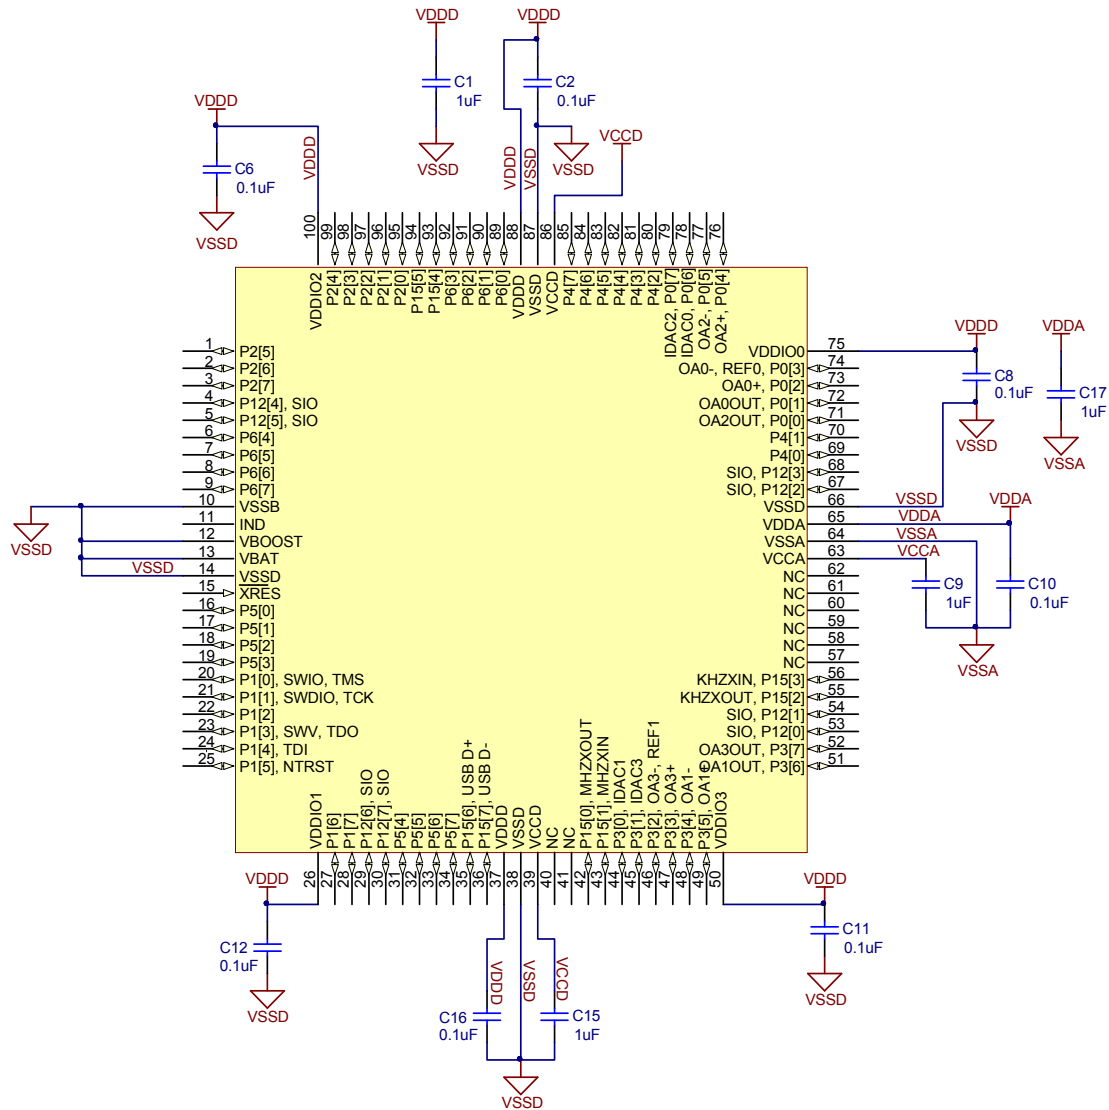 VDDD
VDDD
C1
1uF
C2
0.1uF
VDDD
VCCD
C6
0.1uF
VDDD
VDDD
VSSD
VSSD
VSSD
VSSD
100
99
98
97
96
95
94
93
92
91
90
89
88
87
86
85
84
83
82
81
80
79
78
77
76
VDDIO2
P2[4]
P2[3]
P2[2]
P2[1]
P2[0]
P15[5]
P15[4]
P6[3]
P6[2]
P6[1]
P6[0]
VDDD
VSSD
VCCD
P4[7]
P4[6]
P4[5]
P4[4]
P4[3]
P4[2]
IDAC2, P0[7]
IDAC0, P0[6]
OA2-, P0[5]
OA2+, P0[4]
1 P2[5]
2 P2[6]
3 P2[7]
4 P12[4], SIO
5 P12[5], SIO
6 P6[4]
7 P6[5]
8 P6[6]
9 P6[7]
10 VSSB
11 IND
12 VBOOST
13 VBAT
VSSD 14 VSSD
15 XRES
16 P5[0]
17 P5[1]
18 P5[2]
19 P5[3]
20 P1[0], SWIO, TMS
21 P1[1], SWDIO, TCK
22 P1[2]
23 P1[3], SWV, TDO
24 P1[4], TDI
25 P1[5], NTRST
VSSD
VDDIO0 75
OA0-, REF0, P0[3] 74
OA0+, P0[2] 73
OA0OUT, P0[1] 72
OA2OUT, P0[0] 71
P4[1] 70
P4[0] 69
SIO, P12[3] 68
SIO, P12[2] 67
VSSD 66 VSSD
VDDA 65 VDDA
VSSA 64 VSSA
VCCA 63 VCCA
NC 62
NC 61
NC 60
NC 59
NC 58
NC 57
KHZXIN, P15[3] 56
KHZXOUT, P15[2] 55
SIO, P12[1] 54
SIO, P12[0] 53
OA3OUT, P3[7] 52
OA1OUT, P3[6] 51
VDDD
VDDA
C8
0.1uF
C17
1uF
VSSD
VSSA
VDDA
C9
1uF
C10
0.1uF
VSSA
VDDIO1
P1[6]
P1[7]
P12[6], SIO
P12[7], SIO
P5[4]
P5[5]
P5[6]
P5[7]
P15[6], USB D+
P15[7], USB D-
VDDD
VSSD
VCCD
NC
NC
P15[0], MHZXOUT
P15[1], MHZXIN
P3[0], IDAC1
P3[1], IDAC3
P3[2], OA3-, REF1
P3[3], OA3+
P3[4], OA1-
P3[5], OA1+
VDDIO3
26
27
28
29
30
31
32
33
34
35
36
37
38
39
40
41
42
43
44
45
46
47
48
49
50
VDDD
C12
0.1uF
VSSD
VDDD
VSSD
VCCD
C16
0.1uF
C15
1uF
VSSD
VDDD
C11
0.1uF
VSSD